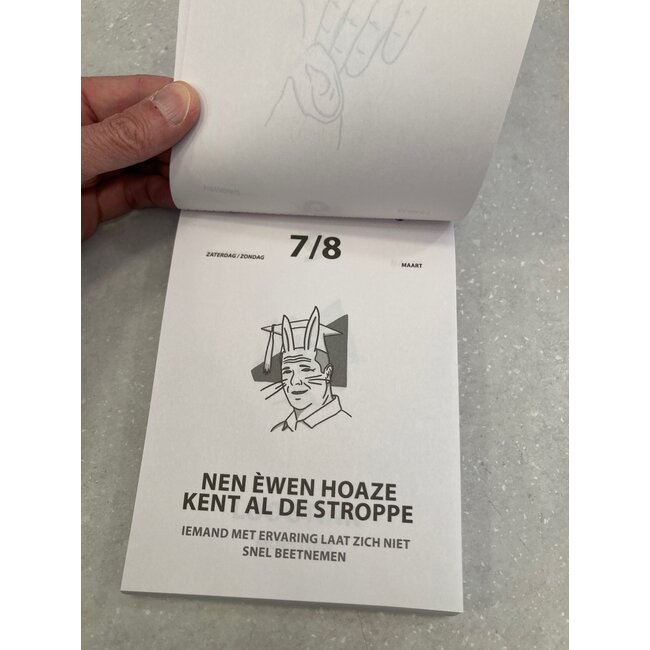 7/8
ZATERDAG / ZONDAG
MAART
NEN ÈWEN HOAZE
KENT AL DE STROPPE
IEMAND MET ERVARING LAAT ZICH NIET
SNEL BEETNEMEN